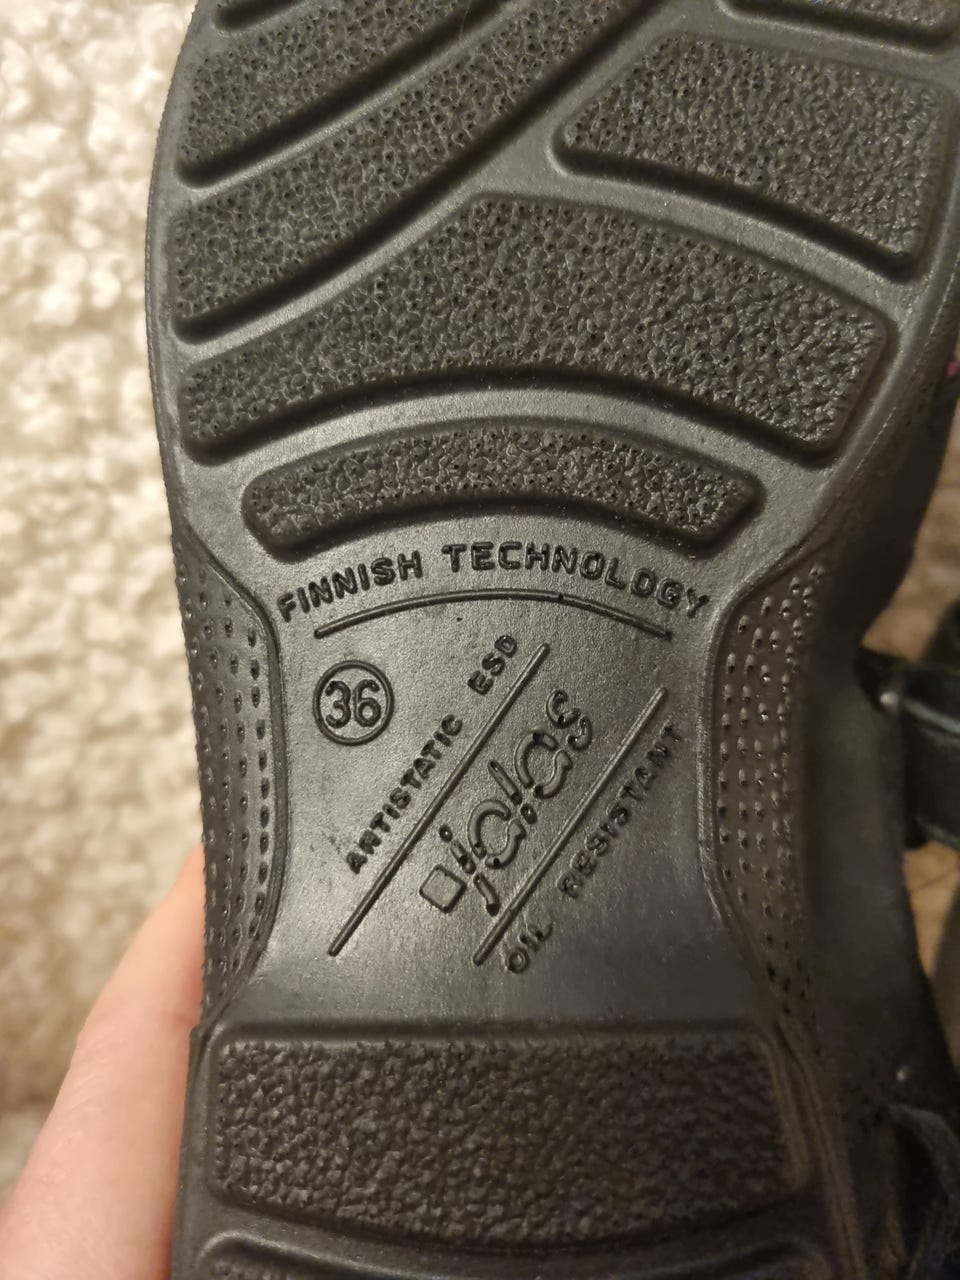 FINNISH TECHNOLOGY
36
ANTISTATIC ESD
jalas
OIL RESISTANT